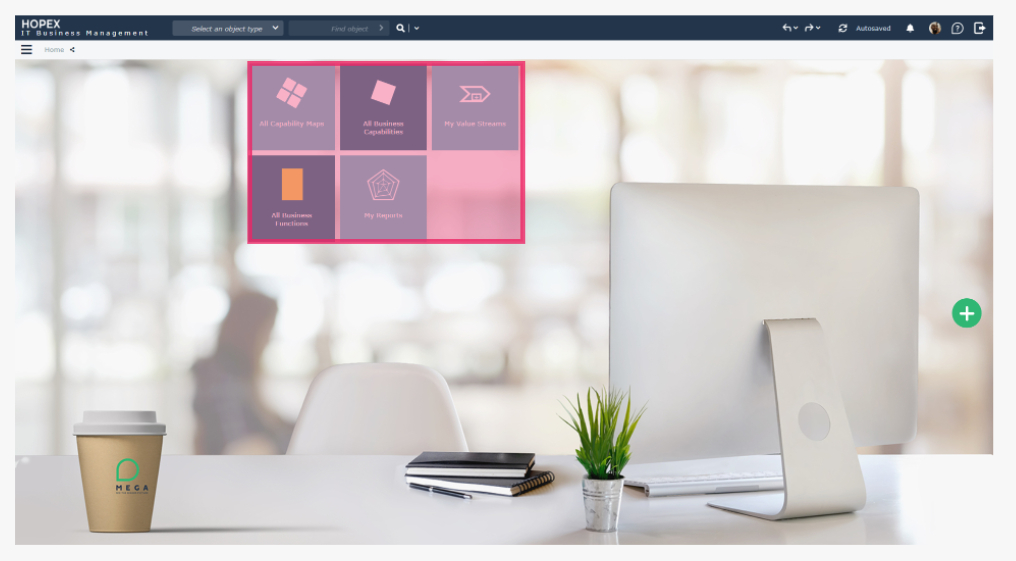 HOPEX
IT Business Management
Select an object type
Find object
Autosaved
Home
All Capability Maps
All Business
Capabilities
My Value Streams
All Business
Functions
My Reports
MEGA